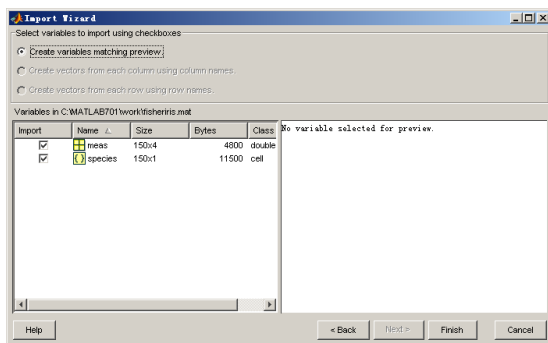 Import Wizard
Select variables to import using checkboxes
Create variables matching preview.
Create vectors from each column using column names.
Create vectors from each row using row names.
Variables in C:\MATLAB701\work\fisheriris.mat
Import Name Size Bytes Class
meas 150x4 4800 double
species 150x1 11500 cell
No variable selected for preview.
Help < Back Next > Finish Cancel